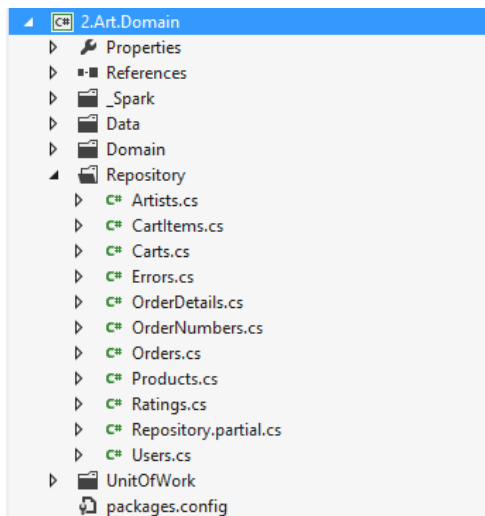 C# 2.Art.Domain
Properties
References
_Spark
Data
Domain
Repository
C# Artists.cs
C# CartItems.cs
C# Carts.cs
C# Errors.cs
C# OrderDetails.cs
C# OrderNumbers.cs
C# Orders.cs
C# Products.cs
C# Ratings.cs
C# Repository.partial.cs
C# Users.cs
UnitOfWork
packages.config